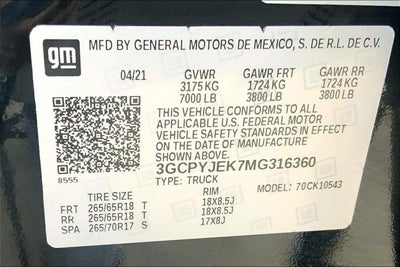 gm
MFD BY GENERAL MOTORS DE MEXICO, S. DE R.L. DE C.V.
04/21 GVWR GAWR FRT GAWR RR
3175 KG 1724 KG 1724 KG
7000 LB 3800 LB 3800 LB
THIS VEHICLE CONFORMS TO ALL
APPLICABLE U.S. FEDERAL MOTOR
VEHICLE SAFETY STANDARDS IN EFFECT
ON THE DATE OF MANUFACTURE
SHOWN ABOVE
3GCPYJEK7MG316360
8555 TYPE: TRUCK MODEL: 70CK10543
TIRE SIZE RIM
FRT 265/65R18 T 18X8.5J
RR 265/65R18 T 18X8.5J
SPA 265/70R17 S 17X8J